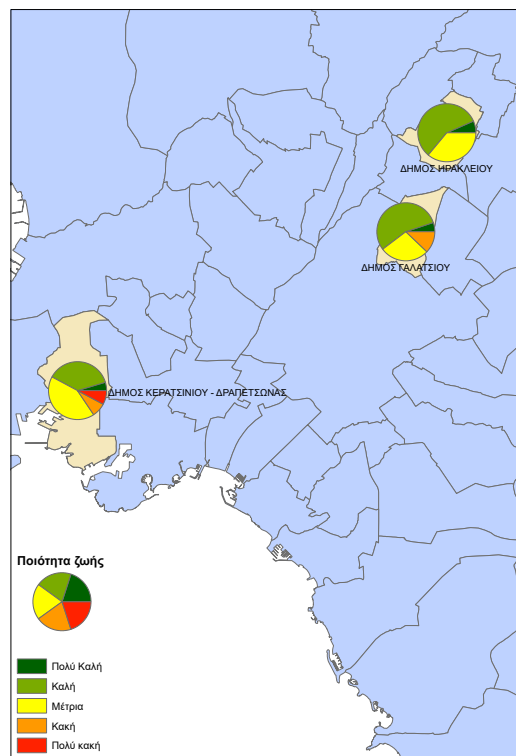 ΔΗΜΟΣ ΗΡΑΚΛΕΙΟΥ
ΔΗΜΟΣ ΓΑΛΑΤΣΙΟΥ
ΔΗΜΟΣ ΚΕΡΑΤΣΙΝΙΟΥ - ΔΡΑΠΕΤΣΩΝΑΣ
Ποιότητα ζωής
Πολύ Καλή
Καλή
Μέτρια
Κακή
Πολύ κακή